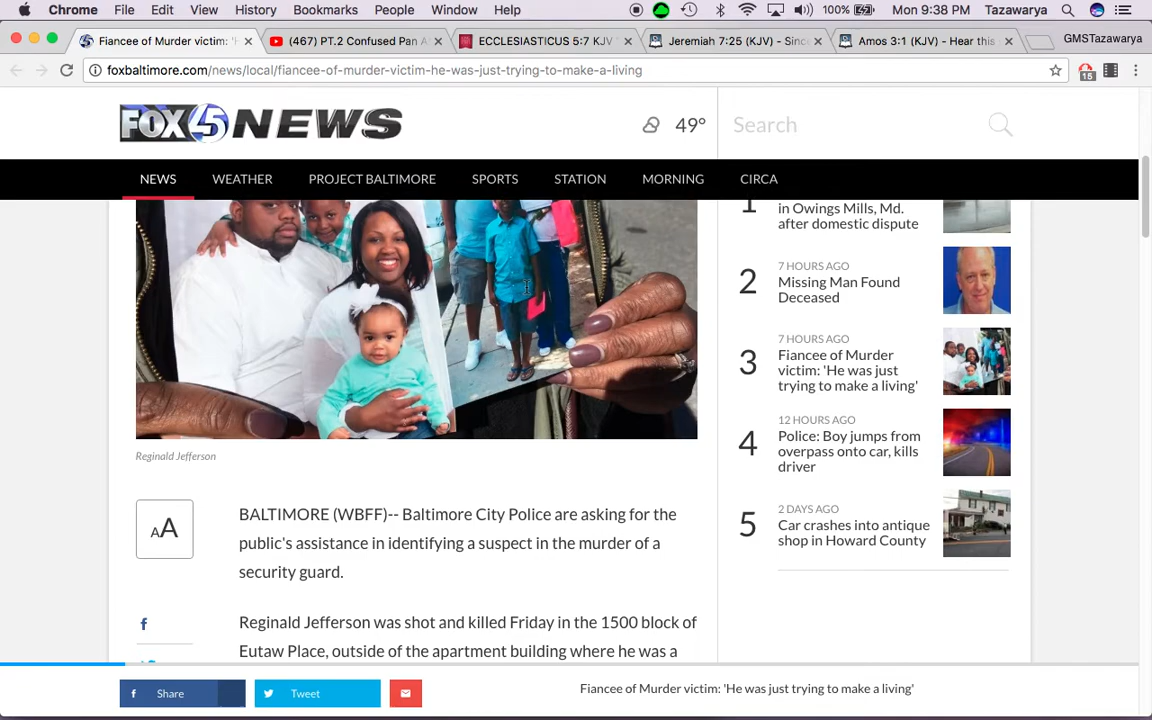 Chrome File Edit View History Bookmarks People Window Help 100% Mon 9:38 PM Tazawarya
Fiancee of Murder victim: 'H (467) PT.2 Confused Pan A ECCLESIASTICUS 5:7 KJV Jeremiah 7:25 (KJV) - Since Amos 3:1 (KJV) - Hear this GMSTazawarya
foxbaltimore.com/news/local/fiancee-of-murder-victim-he-was-just-trying-to-make-a-living 15
FOX 45 NEWS 49° Search
NEWS WEATHER PROJECT BALTIMORE SPORTS STATION MORNING CIRCA
Reginald Jefferson
AA
BALTIMORE (WBFF)-- Baltimore City Police are asking for the
public's assistance in identifying a suspect in the murder of a
security guard.
Reginald Jefferson was shot and killed Friday in the 1500 block of
Eutaw Place, outside of the apartment building where he was a
1
in Owings Mills, Md.
after domestic dispute
2
7 HOURS AGO
Missing Man Found
Deceased
3
7 HOURS AGO
Fiancee of Murder
victim: 'He was just
trying to make a living'
4
12 HOURS AGO
Police: Boy jumps from
overpass onto car, kills
driver
5
2 DAYS AGO
Car crashes into antique
shop in Howard County
f Share Tweet Fiancee of Murder victim: 'He was just trying to make a living'